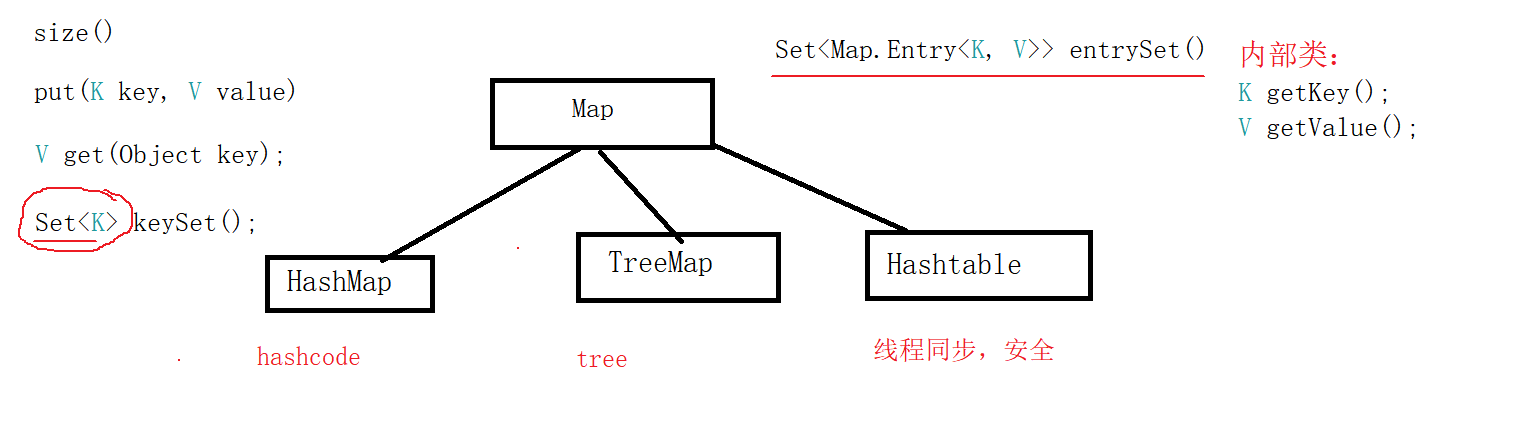 size()
put(K key, V value)
V get(Object key);
Set<K> keySet();
Set<Map.Entry<K, V>> entrySet()
内部类:
K getKey();
V getValue();
Map
HashMap
TreeMap
Hashtable
hashcode
tree
线程同步，安全